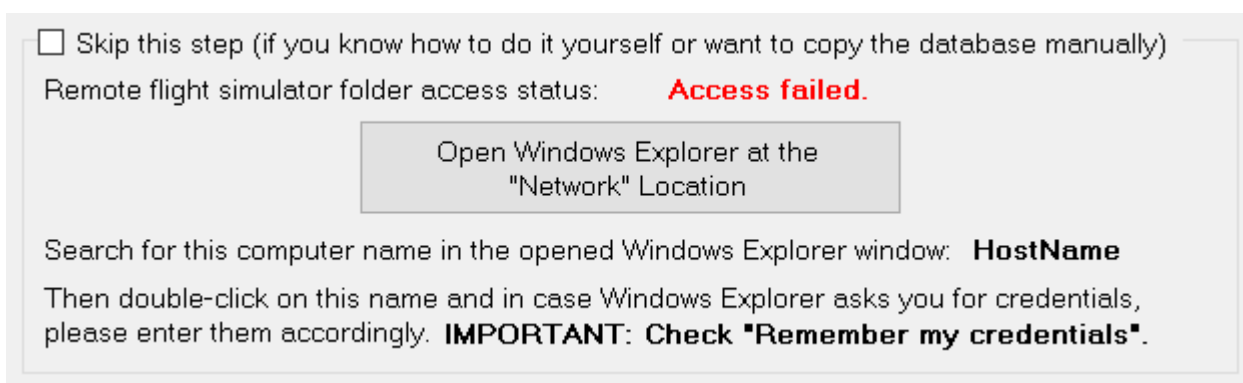 Skip this step (if you know how to do it yourself or want to copy the database manually)
Remote flight simulator folder access status: Access failed.
Open Windows Explorer at the
"Network" Location
Search for this computer name in the opened Windows Explorer window: HostName
Then double-click on this name and in case Windows Explorer asks you for credentials,
please enter them accordingly. IMPORTANT: Check "Remember my credentials".